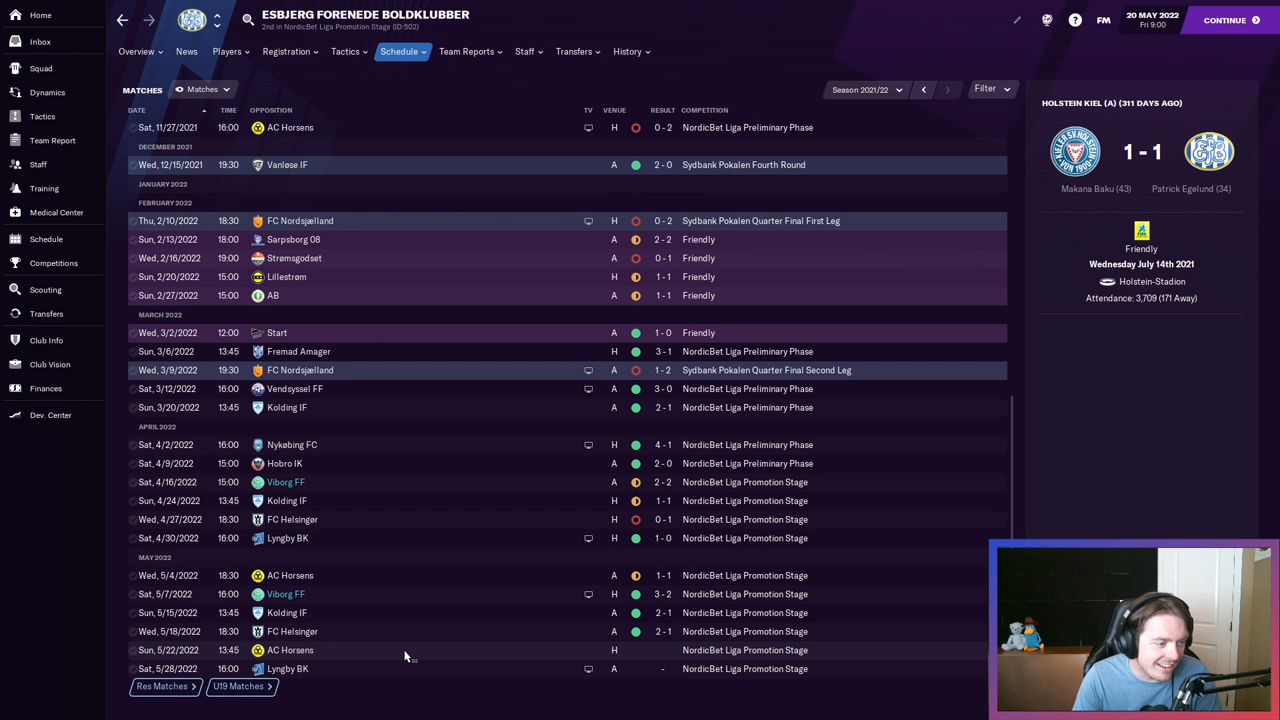 ESBJERG FORENEDE BOLDKLUBBER
2nd in NordicBet Liga Promotion Stage (ID:502)
FM
20 MAY 2022
Fri 9:00
CONTINUE
Home
Inbox
Squad
Dynamics
Tactics
Team Report
Staff
Training
Medical Center
Schedule
Competitions
Scouting
Transfers
Club Info
Club Vision
Finances
Dev. Center
Overview News Players Registration Tactics Schedule Team Reports Staff Transfers History
MATCHES Matches Season 2021/22 Filter
DATE TIME OPPOSITION TV VENUE RESULT COMPETITION
Sat, 11/27/2021 16:00 AC Horsens H 0 - 2 NordicBet Liga Preliminary Phase
DECEMBER 2021
Wed, 12/15/2021 19:30 Vanløse IF A 2 - 0 Sydbank Pokalen Fourth Round
JANUARY 2022
FEBRUARY 2022
Thu, 2/10/2022 18:30 FC Nordsjælland H 0 - 2 Sydbank Pokalen Quarter Final First Leg
Sun, 2/13/2022 18:00 Sarpsborg 08 A 2 - 2 Friendly
Wed, 2/16/2022 19:00 Strømsgodset A 0 - 1 Friendly
Sun, 2/20/2022 15:00 Lillestrøm H 1 - 1 Friendly
Sun, 2/27/2022 15:00 AB A 1 - 1 Friendly
MARCH 2022
Wed, 3/2/2022 12:00 Start A 1 - 0 Friendly
Sun, 3/6/2022 13:45 Fremad Amager H 3 - 1 NordicBet Liga Preliminary Phase
Wed, 3/9/2022 19:30 FC Nordsjælland A 1 - 2 Sydbank Pokalen Quarter Final Second Leg
Sat, 3/12/2022 16:00 Vendsyssel FF A 3 - 0 NordicBet Liga Preliminary Phase
Sun, 3/20/2022 13:45 Kolding IF A 2 - 1 NordicBet Liga Preliminary Phase
APRIL 2022
Sat, 4/2/2022 16:00 Nykøbing FC H 4 - 1 NordicBet Liga Preliminary Phase
Sat, 4/9/2022 15:00 Hobro IK A 2 - 0 NordicBet Liga Preliminary Phase
Sat, 4/16/2022 15:00 Viborg FF A 2 - 2 NordicBet Liga Promotion Stage
Sun, 4/24/2022 13:45 Kolding IF H 1 - 1 NordicBet Liga Promotion Stage
Wed, 4/27/2022 18:30 FC Helsingør H 0 - 1 NordicBet Liga Promotion Stage
Sat, 4/30/2022 16:00 Lyngby BK H 1 - 0 NordicBet Liga Promotion Stage
MAY 2022
Wed, 5/4/2022 18:30 AC Horsens A 1 - 1 NordicBet Liga Promotion Stage
Sat, 5/7/2022 16:00 Viborg FF H 3 - 2 NordicBet Liga Promotion Stage
Sun, 5/15/2022 13:45 Kolding IF A 2 - 1 NordicBet Liga Promotion Stage
Wed, 5/18/2022 18:30 FC Helsingør A 2 - 1 NordicBet Liga Promotion Stage
Sun, 5/22/2022 13:45 AC Horsens H NordicBet Liga Promotion Stage
Sat, 5/28/2022 16:00 Lyngby BK A - NordicBet Liga Promotion Stage
Res Matches U19 Matches
HOLSTEIN KIEL (A) (311 DAYS AGO)
1 - 1
Makana Baku (43) Patrick Egelund (34)
Friendly
Wednesday July 14th 2021
Holstein-Stadion
Attendance: 3,709 (171 Away)